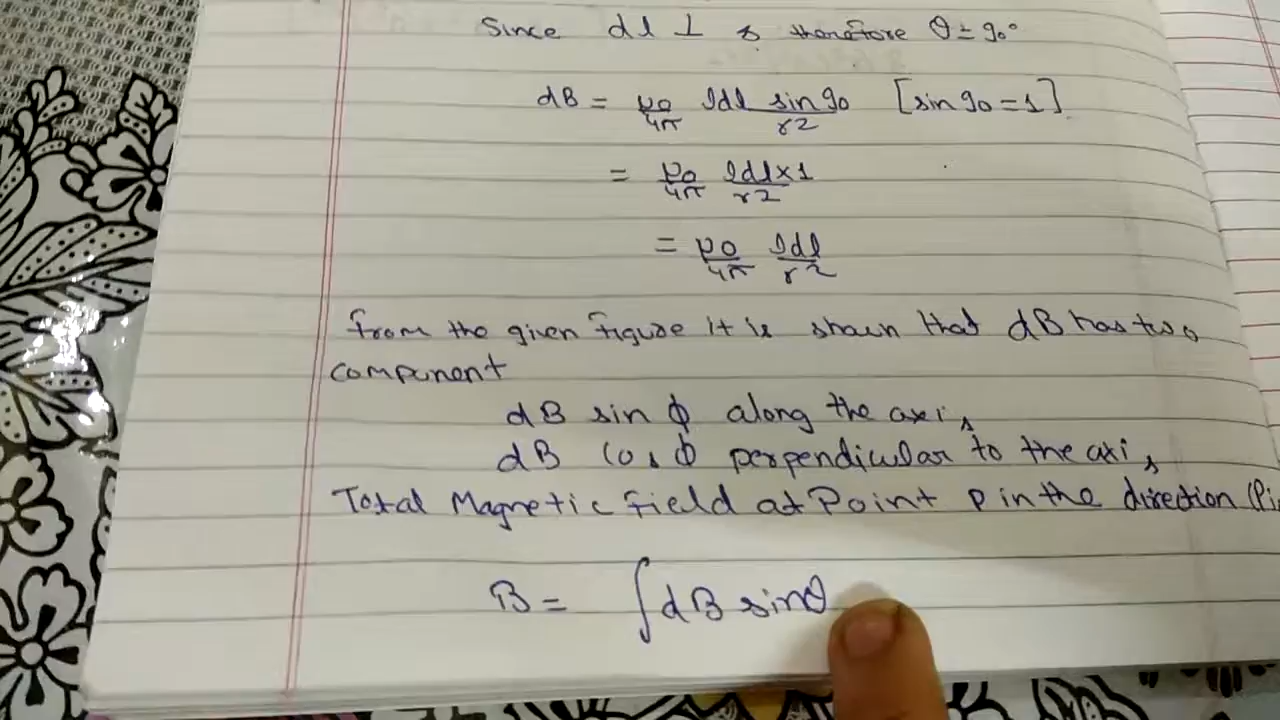 Since dl ⊥ r therefore θ = 90°
dB = μ0/4π Idl sin90/r2 [sin 90 = 1]
= μ0/4π Idl×1/r2
= μ0/4π Idl/r2
from the given figure it is shown that dB has two
component
dB sin ϕ along the axis
dB cos ϕ perpendicular to the axis
Total Magnetic field at Point P in the direction (Pi
B = ∫dB sinθ